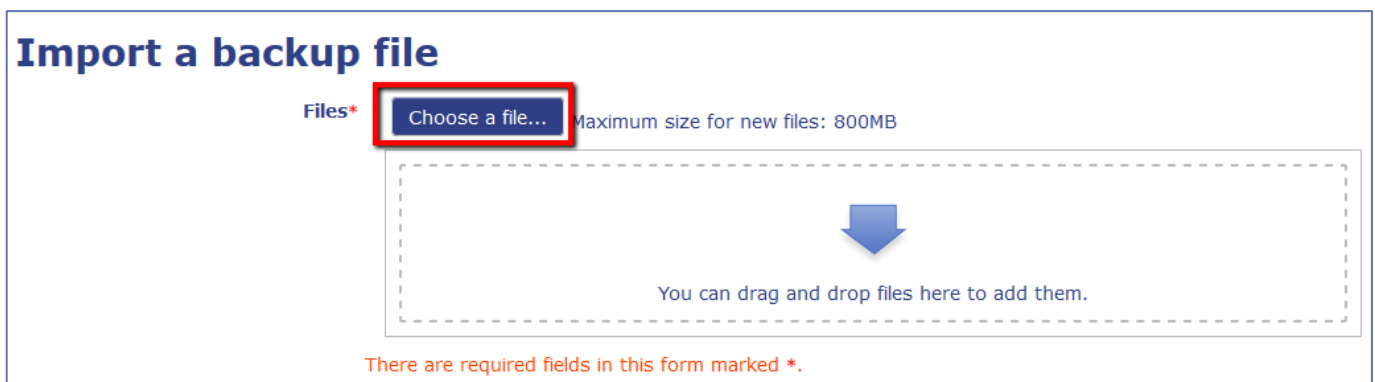 Import a backup file
Files* Choose a file... Maximum size for new files: 800MB
You can drag and drop files here to add them.
There are required fields in this form marked *.